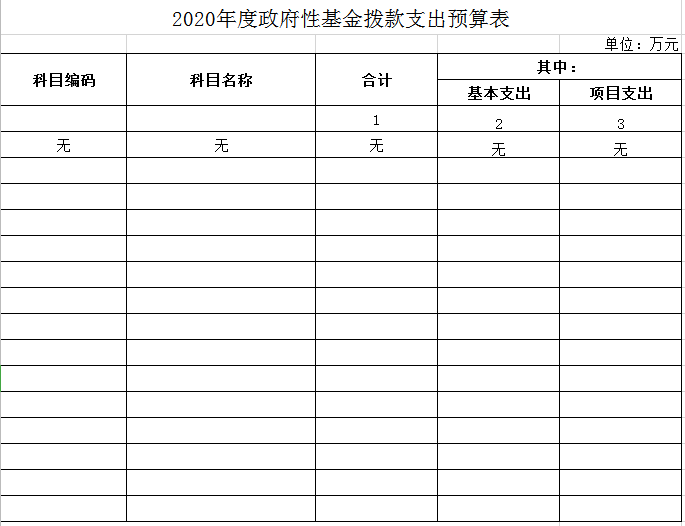 2020年度政府性基金拨款支出预算表
单位：万元
科目编码 科目名称 合计 其中：
基本支出 项目支出
1 2 3
无 无 无 无 无